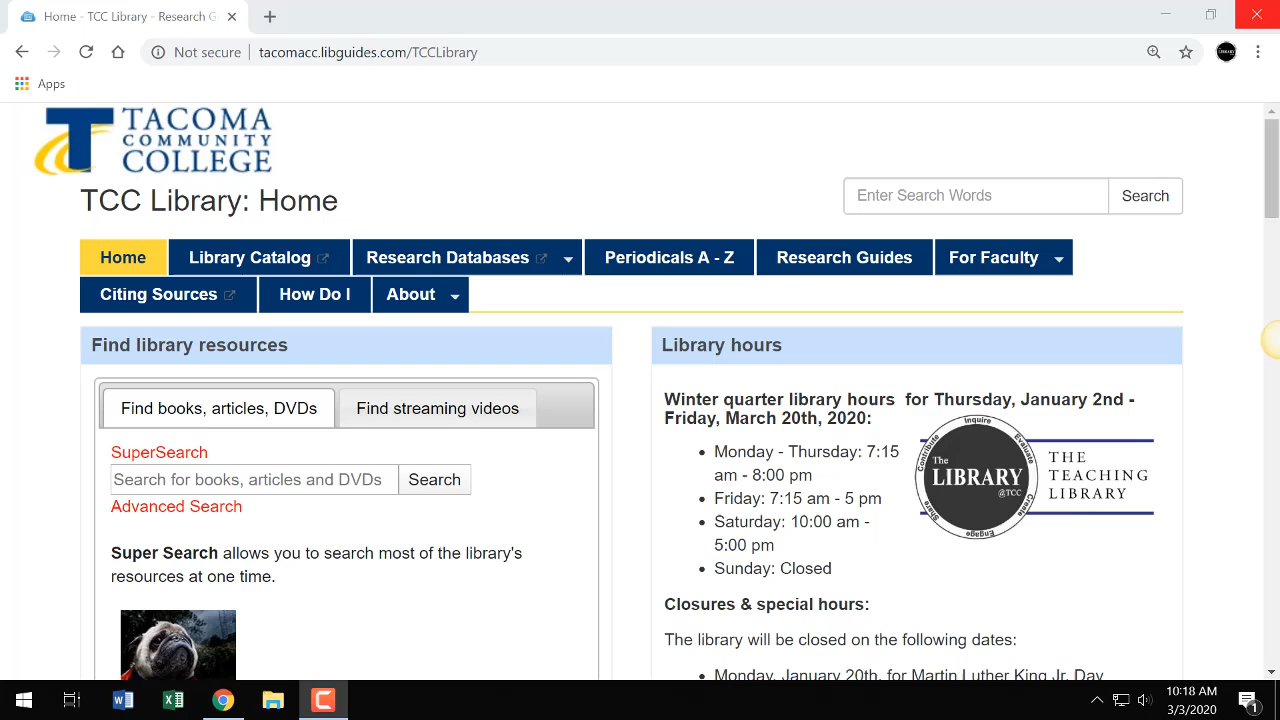 Home - TCC Library - Research G
Not secure
tacomacc.libguides.com/TCCLibrary
LIBRARY
Apps
TACOMA
COMMUNITY
COLLEGE
TCC Library: Home
Enter Search Words
Search
Home
Library Catalog
Research Databases
Periodicals A - Z
Research Guides
For Faculty
Citing Sources
How Do I
About
Find library resources
Find books, articles, DVDs
Find streaming videos
SuperSearch
Search for books, articles and DVDs
Search
Advanced Search
Super Search allows you to search most of the library's
resources at one time.
Library hours
Winter quarter library hours for Thursday, January 2nd -
Friday, March 20th, 2020:
• Monday - Thursday: 7:15
am - 8:00 pm
• Friday: 7:15 am - 5 pm
• Saturday: 10:00 am -
5:00 pm
• Sunday: Closed
Inquire
Evaluate
Create
Engage
Share
Contribute
The
LIBRARY
@TCC
THE
TEACHING
LIBRARY
Closures & special hours:
The library will be closed on the following dates:
• Monday, January 20th, for Martin Luther King Jr. Day
10:18 AM
3/3/2020
1